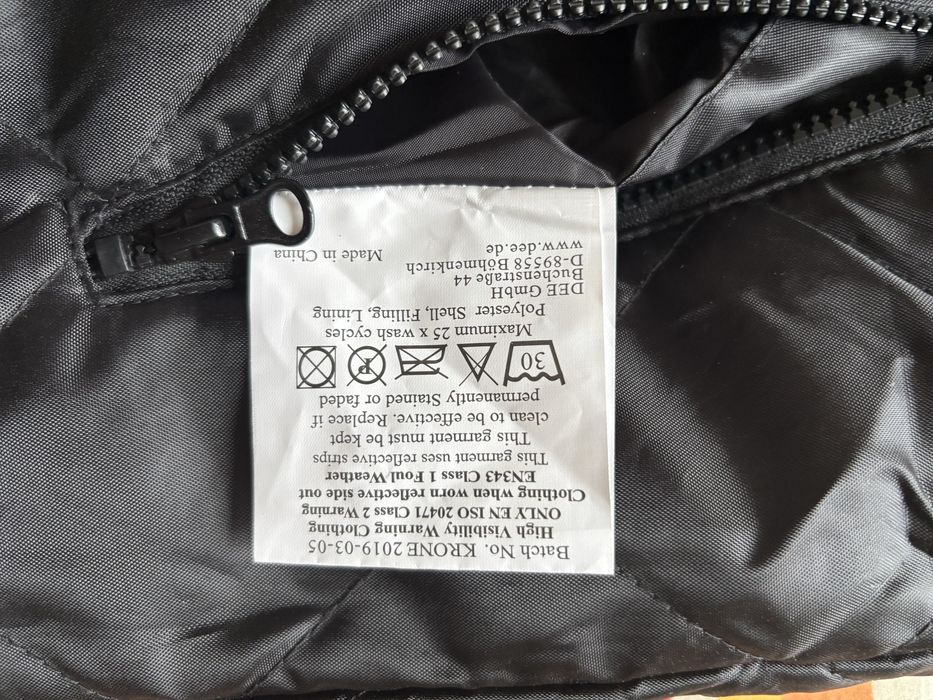 Batch No. KRONE 2019-03-05
High Visibility Warning Clothing
ONLY EN ISO 20471 Class 2 Warning
Clothing when worn reflective side out
EN343 Class 1 Foul Weather
This garment uses reflective strips
This garment must be kept
clean to be effective. Replace if
permanently Stained or faded
30
P
Maximum 25 x wash cycles
Polyester Shell, Filling, Lining
DEE GmbH
Buchenstraße 44
D-89558 Böhmenkirch
www.dee.de Made in China